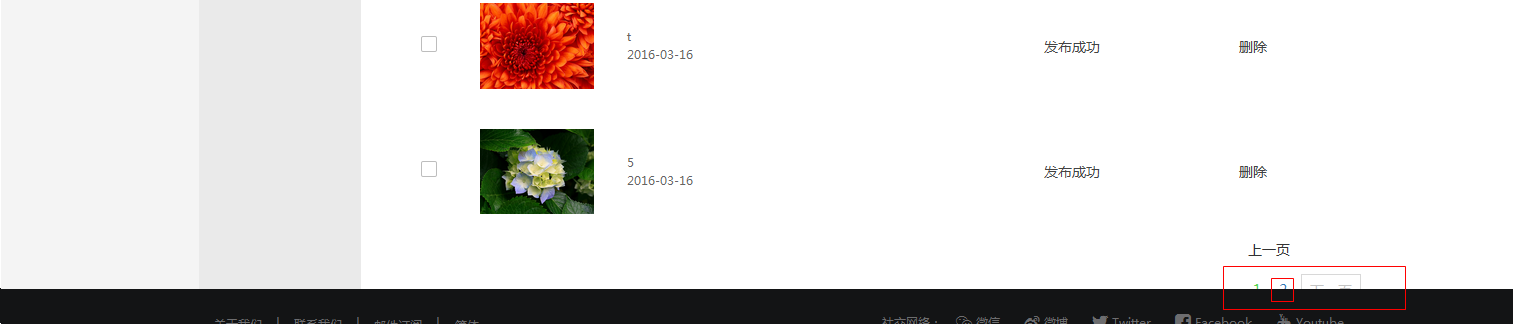 t
2016-03-16
发布成功
删除
5
2016-03-16
发布成功
删除
上一页
1 2 下一页
关于我们 | 联系我们 | 邮件订阅 | 简体
社交网络： 微信 微博 Twitter Facebook Youtube